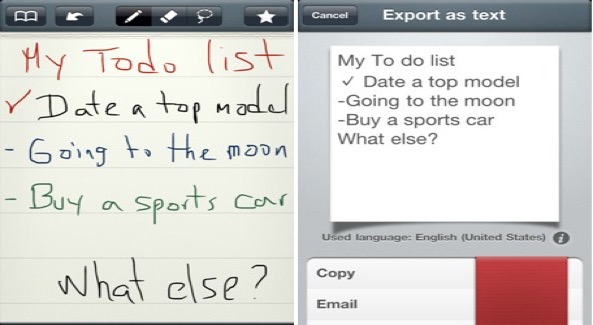 My Todo list
✓ Date a top model
- Going to the moon
- Buy a sports car
What else?
Cancel
Export as text
My To do list
✓ Date a top model
-Going to the moon
-Buy a sports car
What else?
Used language: English (United States)
Copy
Email